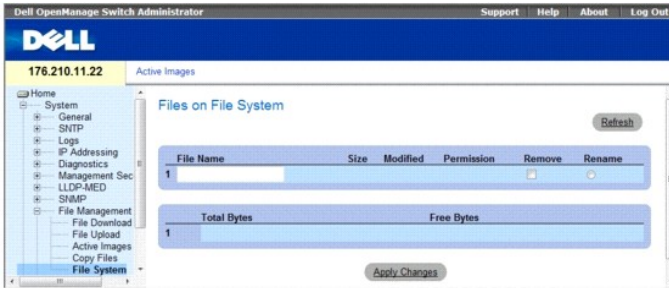 Dell OpenManage Switch Administrator
Support Help About Log Out
DELL
176.210.11.22
Active Images
Home
System
General
SNTP
Logs
IP Addressing
Diagnostics
Management Sec
LLDP-MED
SNMP
File Management
File Download
File Upload
Active Images
Copy Files
File System
Files on File System
Refresh
File Name Size Modified Permission Remove Rename
1
Total Bytes Free Bytes
1
Apply Changes